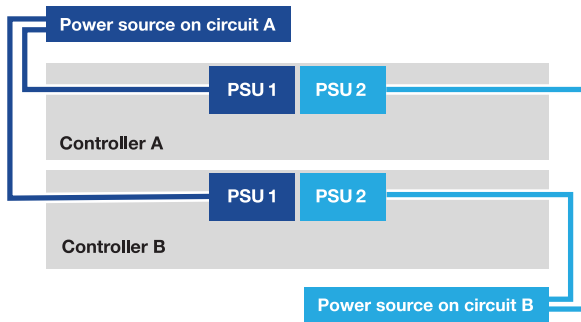 Power source on circuit A
PSU 1
PSU 2
Controller A
PSU 1
PSU 2
Controller B
Power source on circuit B